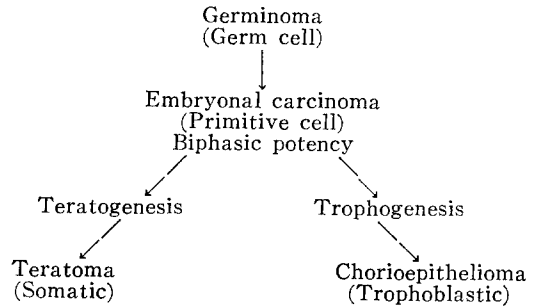 Germinoma
(Germ cell)
Embryonal carcinoma
(Primitive cell)
Biphasic potency
Teratogenesis
Trophogenesis
Teratoma
(Somatic)
Chorioepithelioma
(Trophoblastic)